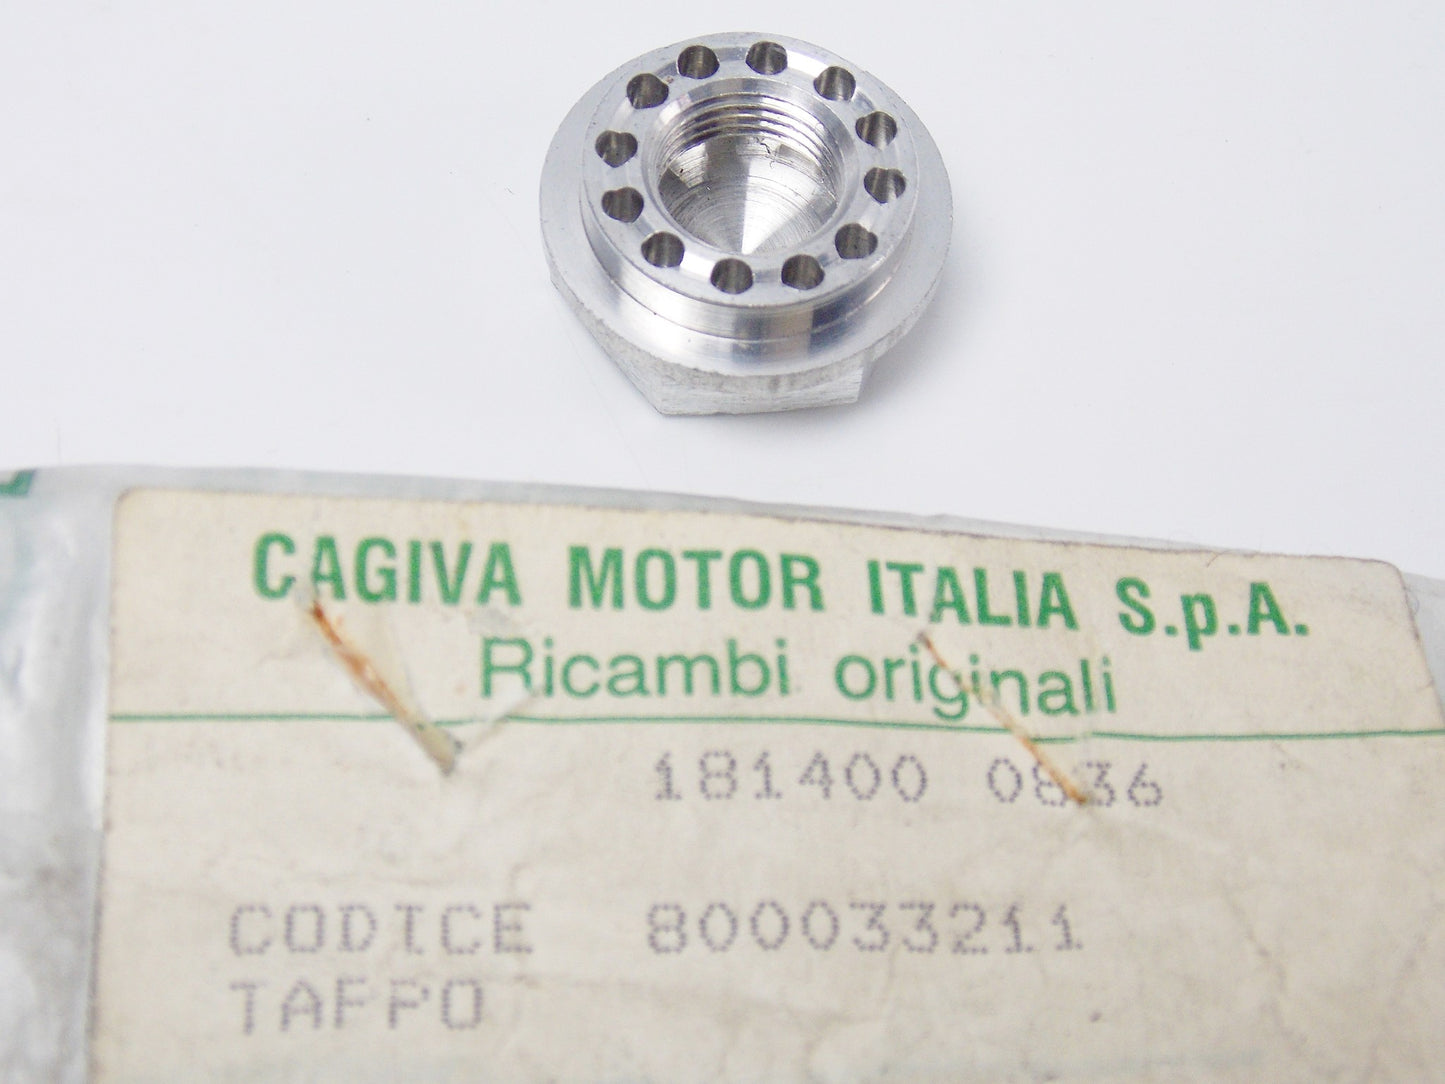 CAGIVA MOTOR ITALIA S.p.A.
Ricambi originali
181400 0836
CODICE 800033211
TAPPO